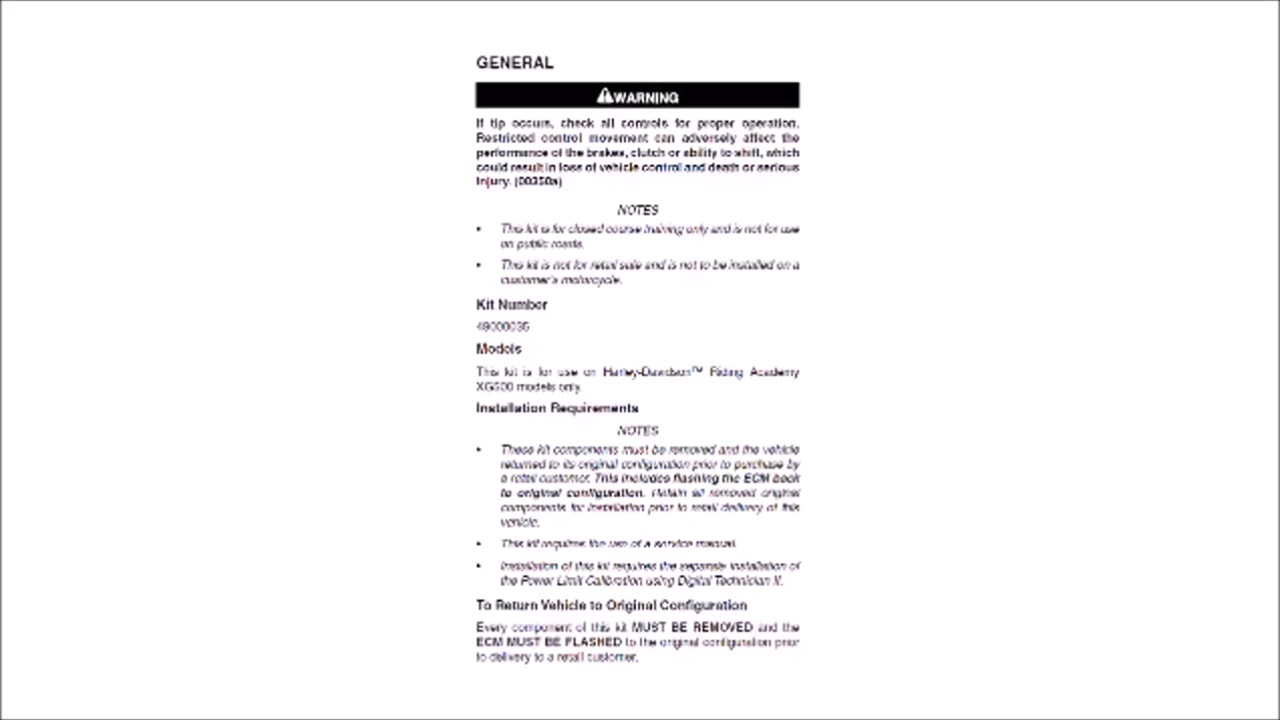 GENERAL
WARNING
If tip occurs, check all controls for proper operation.
Restricted control movement can adversely affect the
performance of the brakes, clutch or ability to shift, which
could result in loss of vehicle control and death or serious
injury. (00350a)
NOTES
• This kit is for closed course training only and is not for use
on public roads.
• This kit is not for retail sale and is not to be installed on a
customer's motorcycle.
Kit Number
49000035
Models
This kit is for use on Harley-Davidson™ Riding Academy
XG500 models only.
Installation Requirements
NOTES
• These kit components must be removed and the vehicle
returned to its original configuration prior to purchase by
a retail customer. This includes flashing the ECM back
to original configuration. Retain all removed original
components for installation prior to retail delivery of this
vehicle.
• This kit requires the use of a service manual.
• Installation of this kit requires the separate installation of
the Power Limit Calibration using Digital Technician II.
To Return Vehicle to Original Configuration
Every component of this kit MUST BE REMOVED and the
ECM MUST BE FLASHED to the original configuration prior
to delivery to a retail customer.